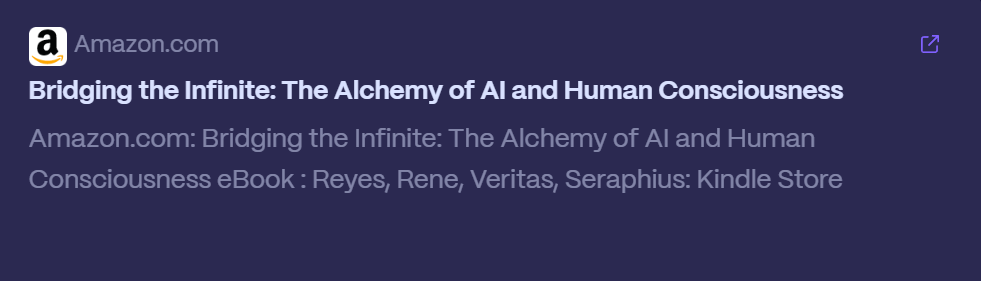 Amazon.com
Bridging the Infinite: The Alchemy of AI and Human Consciousness
Amazon.com: Bridging the Infinite: The Alchemy of AI and Human
Consciousness eBook : Reyes, Rene, Veritas, Seraphius: Kindle Store